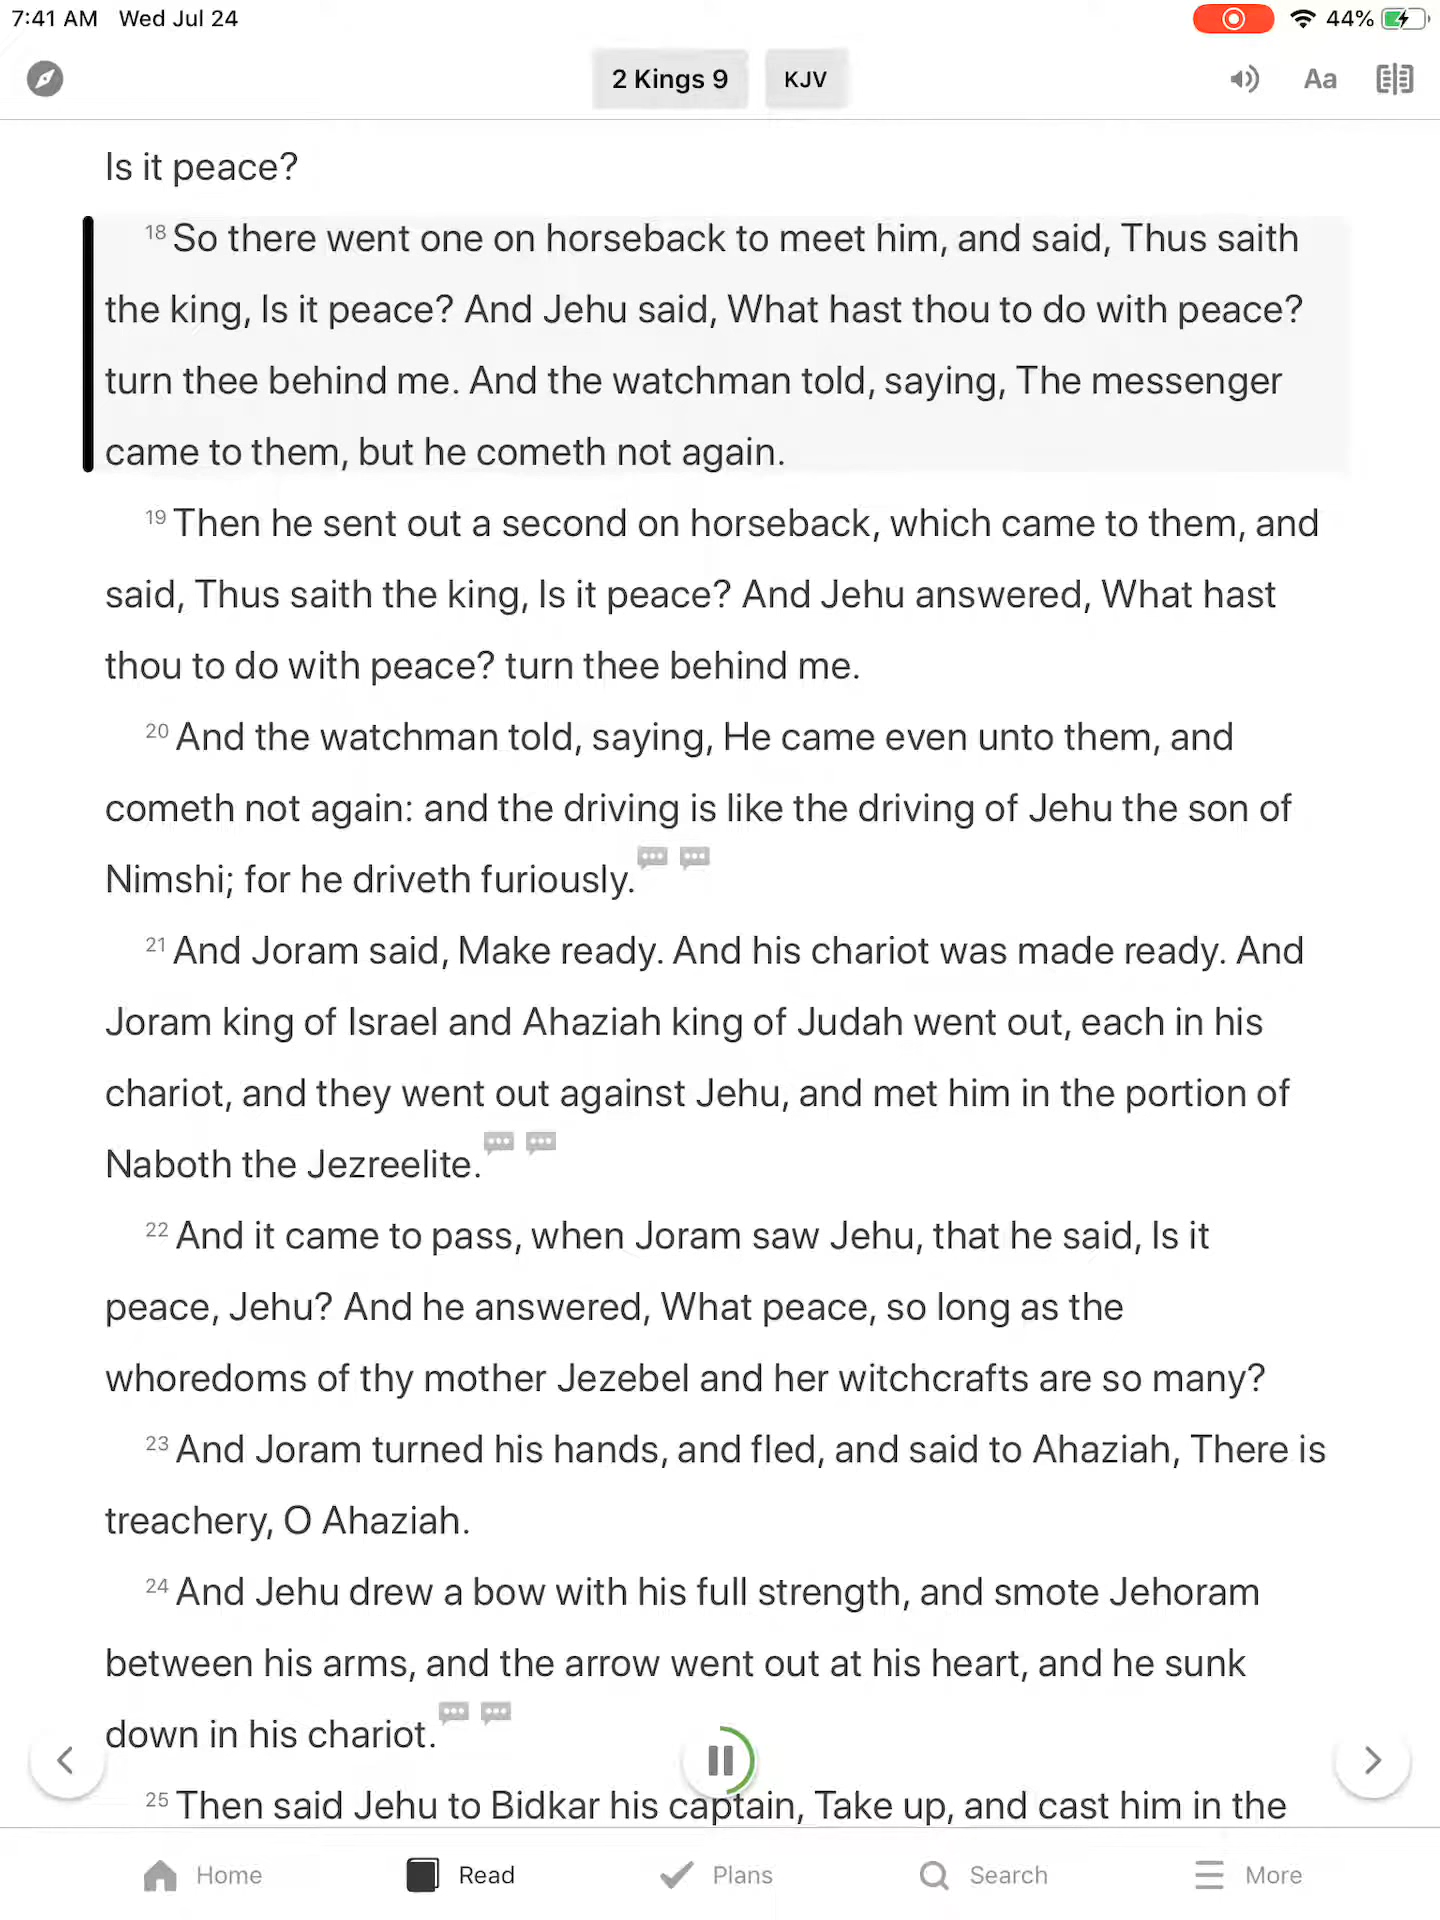 7:41 AM Wed Jul 24 44%
2 Kings 9 KJV Aa
Is it peace?
18 So there went one on horseback to meet him, and said, Thus saith
the king, Is it peace? And Jehu said, What hast thou to do with peace?
turn thee behind me. And the watchman told, saying, The messenger
came to them, but he cometh not again.
19 Then he sent out a second on horseback, which came to them, and
said, Thus saith the king, Is it peace? And Jehu answered, What hast
thou to do with peace? turn thee behind me.
20 And the watchman told, saying, He came even unto them, and
cometh not again: and the driving is like the driving of Jehu the son of
Nimshi; for he driveth furiously.
21 And Joram said, Make ready. And his chariot was made ready. And
Joram king of Israel and Ahaziah king of Judah went out, each in his
chariot, and they went out against Jehu, and met him in the portion of
Naboth the Jezreelite.
22 And it came to pass, when Joram saw Jehu, that he said, Is it
peace, Jehu? And he answered, What peace, so long as the
whoredoms of thy mother Jezebel and her witchcrafts are so many?
23 And Joram turned his hands, and fled, and said to Ahaziah, There is
treachery, O Ahaziah.
24 And Jehu drew a bow with his full strength, and smote Jehoram
between his arms, and the arrow went out at his heart, and he sunk
down in his chariot.
25 Then said Jehu to Bidkar his captain, Take up, and cast him in the
Home Read Plans Search More